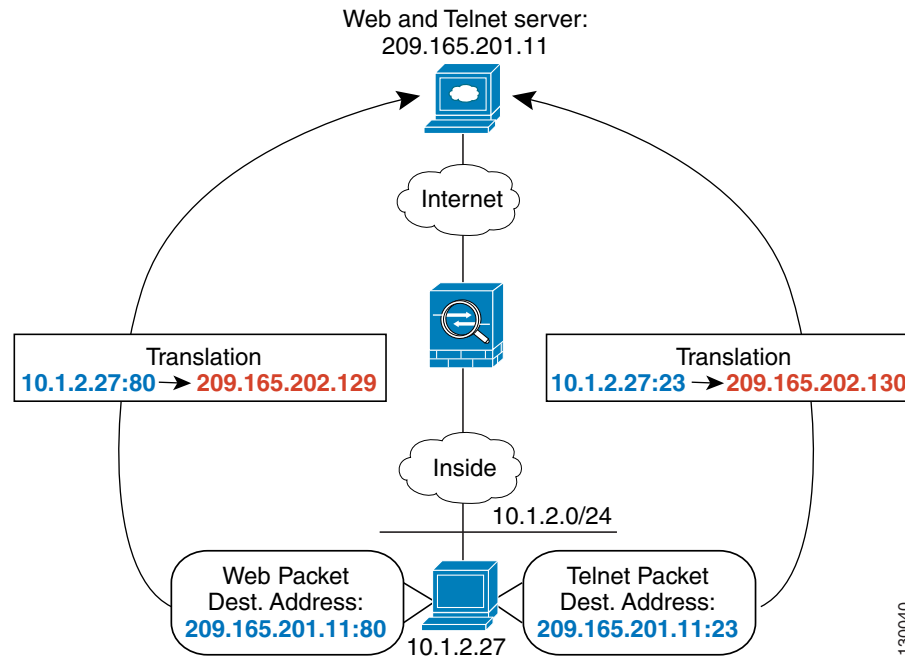 Web and Telnet server:
209.165.201.11
Internet
Translation
10.1.2.27:80 → 209.165.202.129
Translation
10.1.2.27:23 → 209.165.202.130
Inside
10.1.2.0/24
Web Packet
Dest. Address:
209.165.201.11:80
Telnet Packet
Dest. Address:
209.165.201.11:23
10.1.2.27
130040